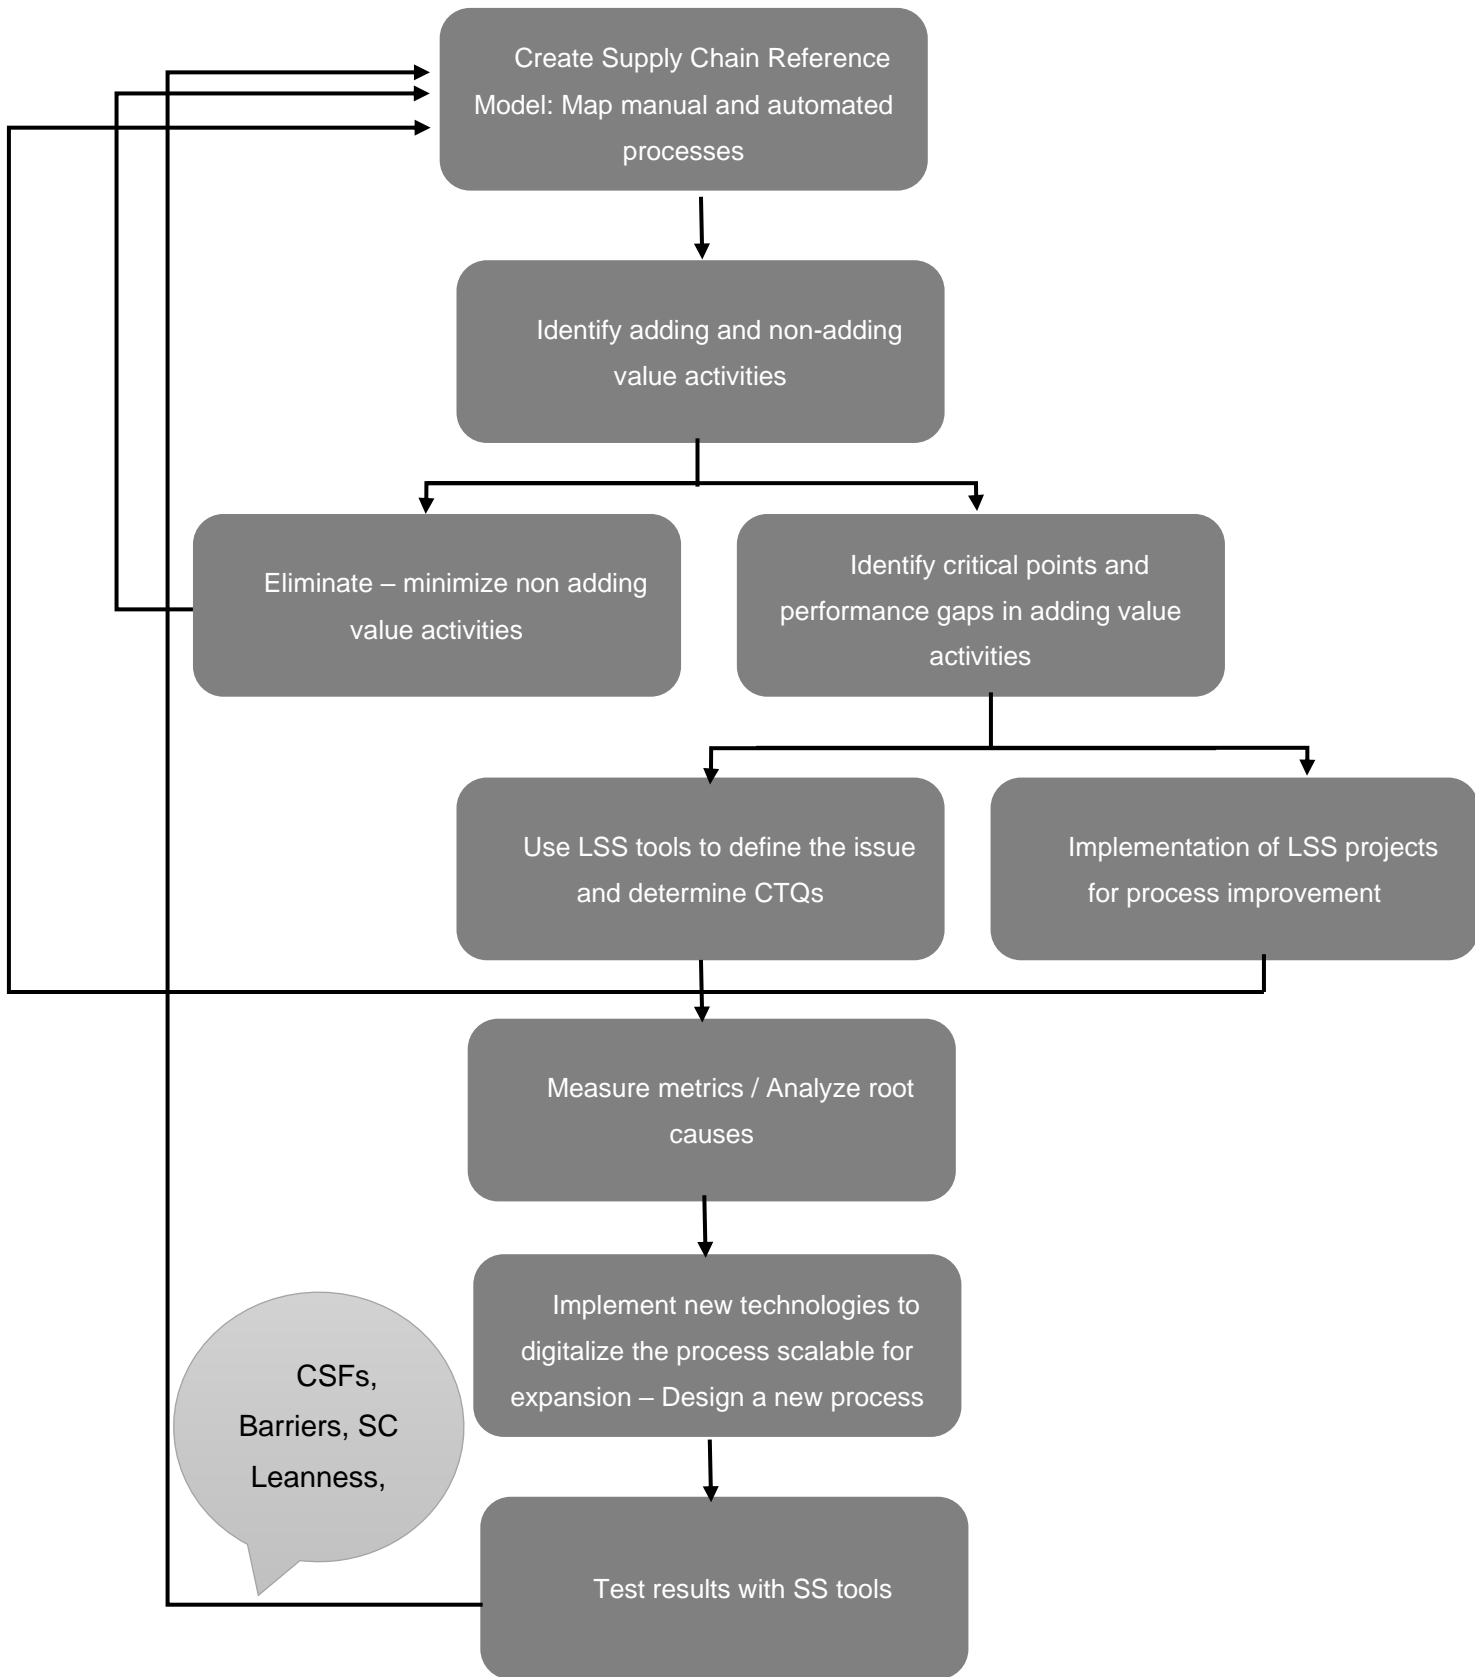 Create Supply Chain Reference
Model: Map manual and automated
processes
Identify adding and non-adding
value activities
Eliminate – minimize non adding
value activities
Identify critical points and
performance gaps in adding value
activities
Use LSS tools to define the issue
and determine CTQs
Implementation of LSS projects
for process improvement
Measure metrics / Analyze root
causes
Implement new technologies to
digitalize the process scalable for
expansion – Design a new process
CSFs,
Barriers, SC
Leanness,
Test results with SS tools